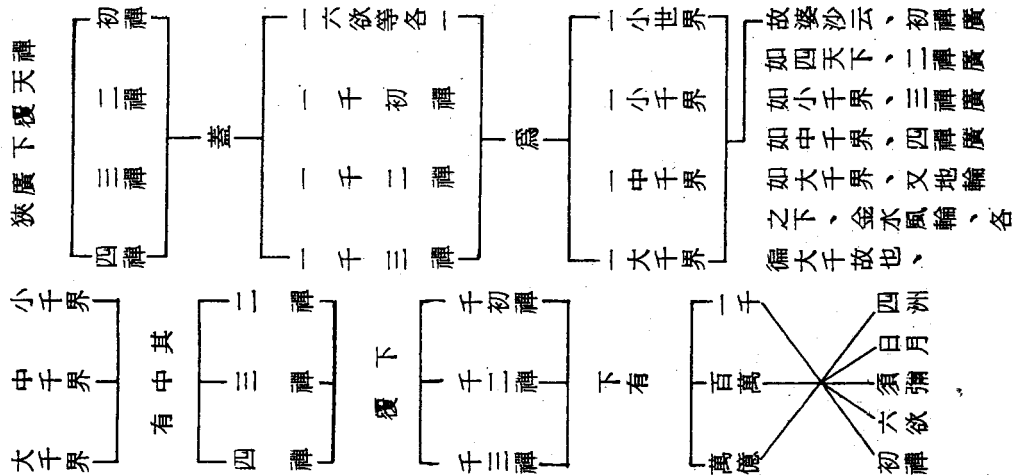 禪天覆下廣狹
初禪
二禪
三禪
四禪
蓋
一六欲等各一
一千初禪
一千二禪
一千三禪
爲
一小世界
一小千界
一中千界
一大千界
故婆沙云、初禪廣
如四天下、二禪廣
如小千界、三禪廣
如中千界、四禪廣
如大千界、又地輪
之下、金水風輪、各
徧大千故也、
小千界
中千界
大千界
其中有
二禪
三禪
四禪
下覆
千初禪
千二禪
千三禪
下有
一千
百萬
萬億
四洲
日月
須彌
六欲
初禪